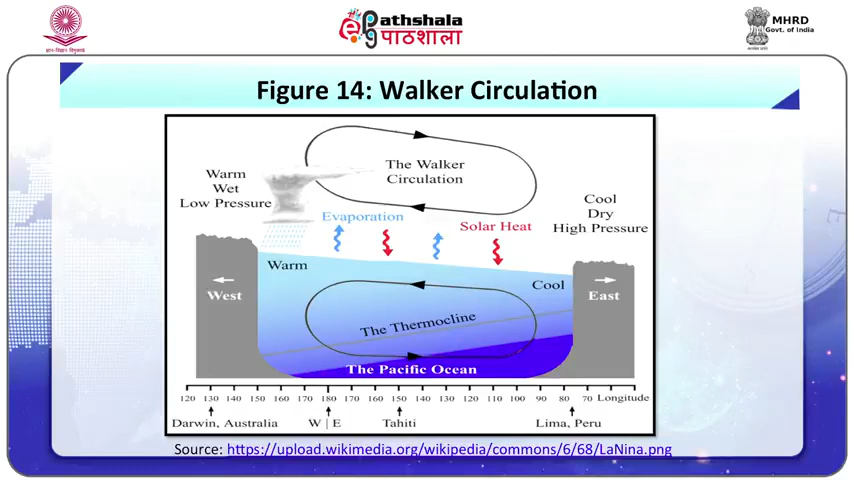 Pathshala
पाठशाला
MHRD
Govt. of India
Figure 14: Walker Circulation
The Walker
Circulation
Warm
Wet
Low Pressure
Cool
Dry
High Pressure
Evaporation
Solar Heat
Warm
Cool
West
East
The Thermocline
The Pacific Ocean
120 130 140 150 160 170 180 170 160 150 140 130 120 110 100 90 80 70 Longitude
Darwin, Australia W | E Tahiti Lima, Peru
Source: https://upload.wikimedia.org/wikipedia/commons/6/68/LaNina.png